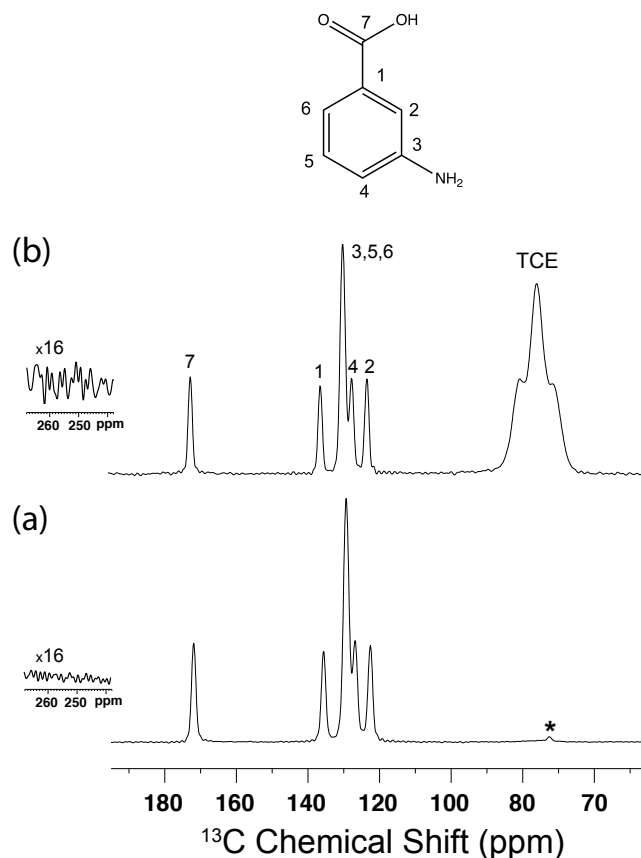 O
7
OH
1
6
2
5
3
4
NH2
(b)
3,5,6
TCE
x16
7
1
4
2
260 250 ppm
(a)
x16
260 250 ppm
*
180 160 140 120 100 80 70
13C Chemical Shift (ppm)